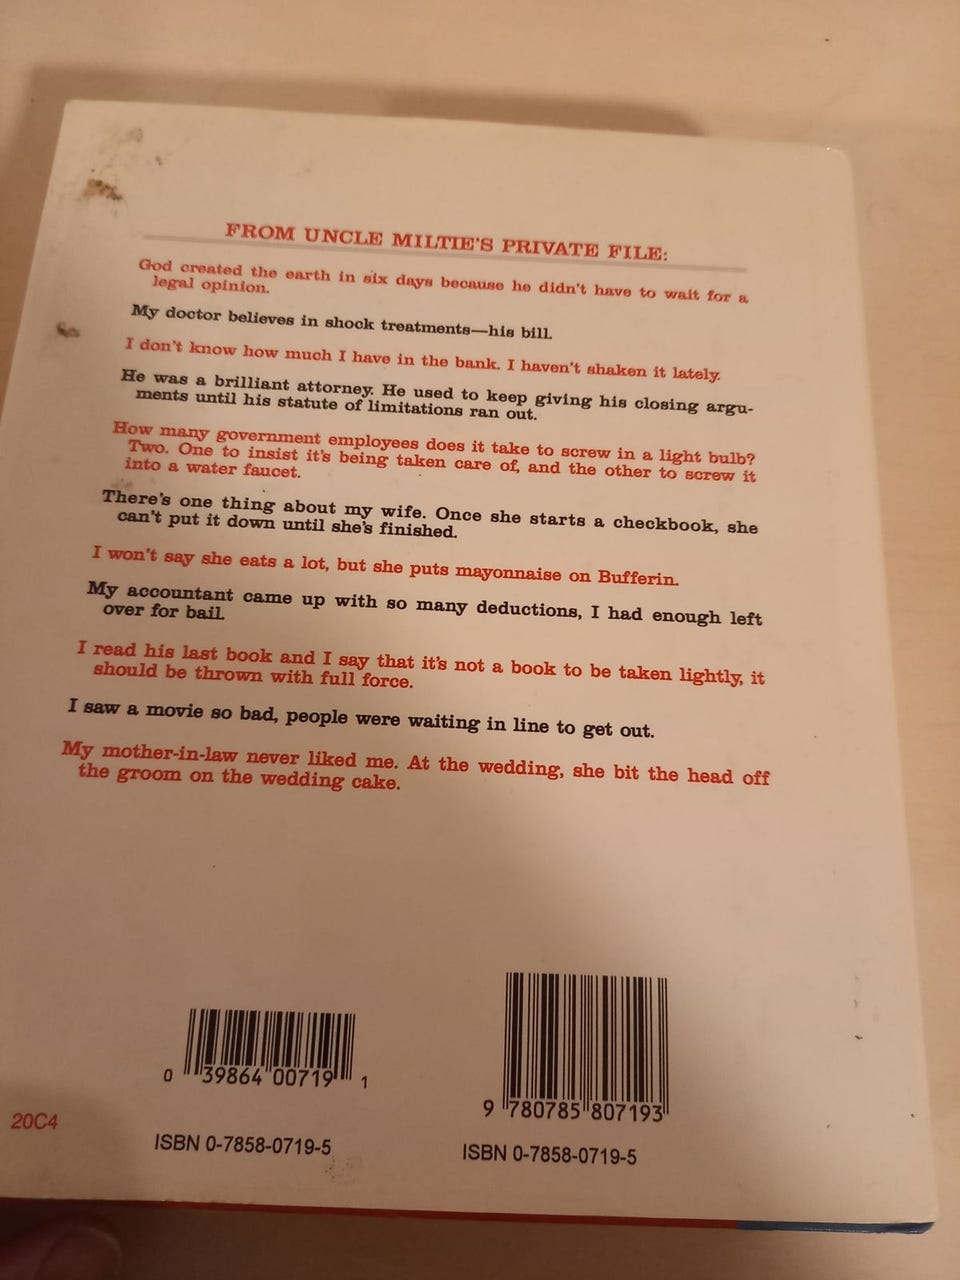 FROM UNCLE MILTIE'S PRIVATE FILE:
God created the earth in six days because he didn't have to wait for a
legal opinion.
My doctor believes in shock treatments—his bill.
I don't know how much I have in the bank. I haven't shaken it lately.
He was a brilliant attorney. He used to keep giving his closing argu-
ments until his statute of limitations ran out.
How many government employees does it take to screw in a light bulb?
Two. One to insist it's being taken care of, and the other to screw it
into a water faucet.
There's one thing about my wife. Once she starts a checkbook, she
can't put it down until she's finished.
I won't say she eats a lot, but she puts mayonnaise on Bufferin.
My accountant came up with so many deductions, I had enough left
over for bail.
I read his last book and I say that it's not a book to be taken lightly, it
should be thrown with full force.
I saw a movie so bad, people were waiting in line to get out.
My mother-in-law never liked me. At the wedding, she bit the head off
the groom on the wedding cake.
0 39864 00719 1
9 780785 807193
20C4
ISBN 0-7858-0719-5
ISBN 0-7858-0719-5